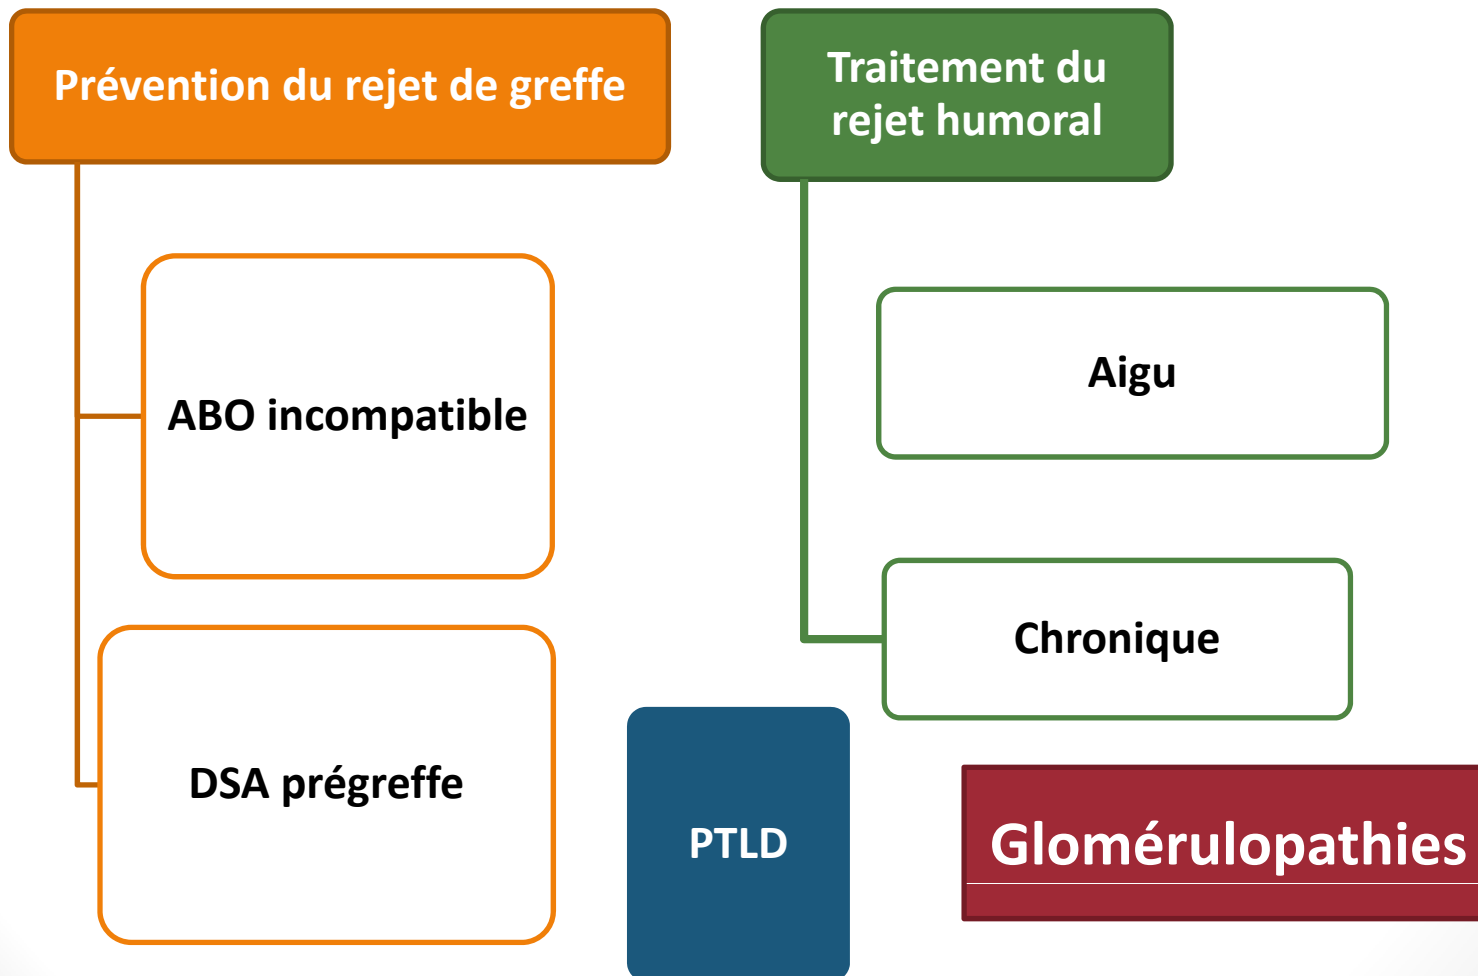 Prévention du rejet de greffe
ABO incompatible
DSA prégreffe
Traitement du
rejet humoral
Aigu
Chronique
PTLD
Glomérulopathies